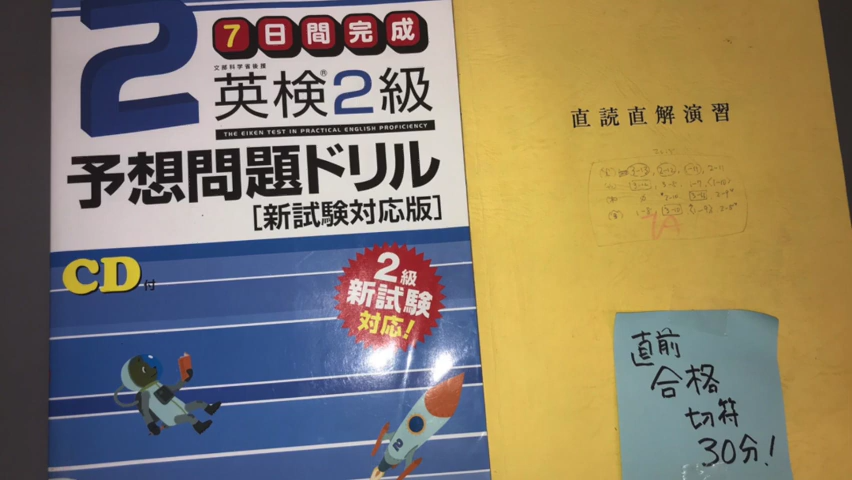 2
7日間完成
文部科学省後援
英検®2級
THE EIKEN TEST IN PRACTICAL ENGLISH PROFICIENCY
予想問題ドリル
[新試験対応版]
CD付
2級
新試験
対応!
2
直読直解演習
直前
合格
切符
30分!